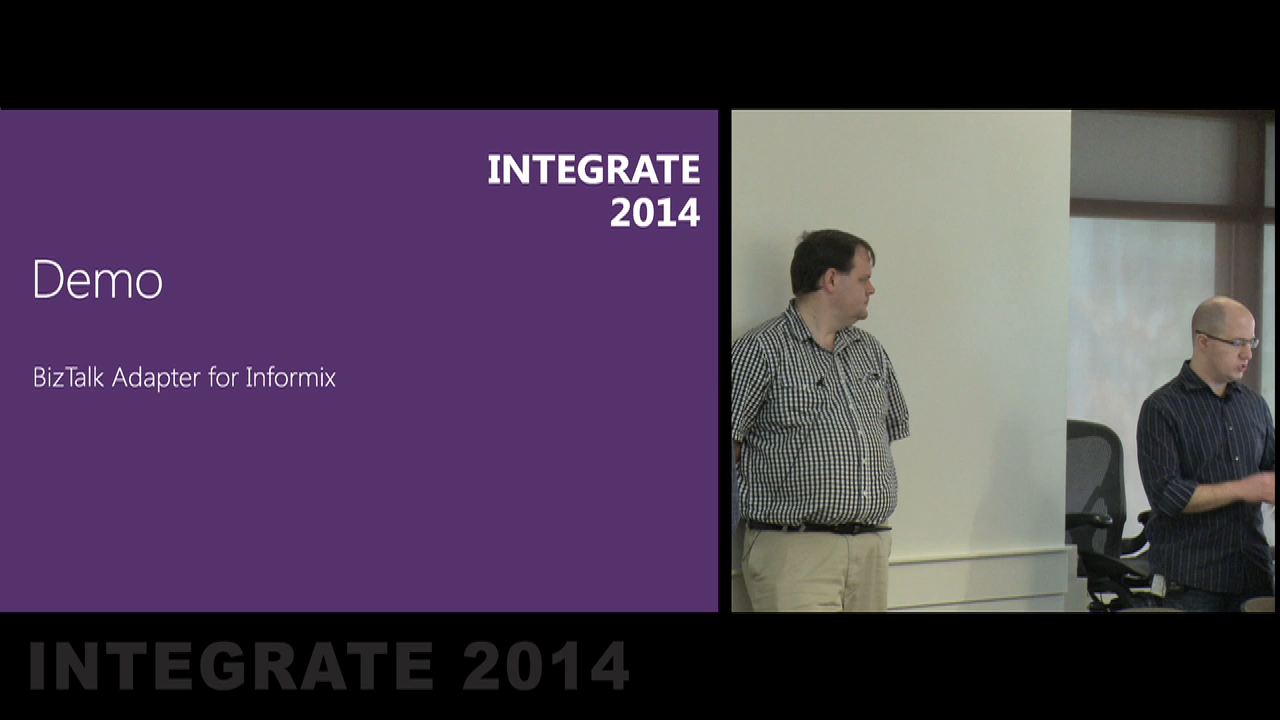 INTEGRATE
2014
Demo
BizTalk Adapter for Informix
INTEGRATE 2014